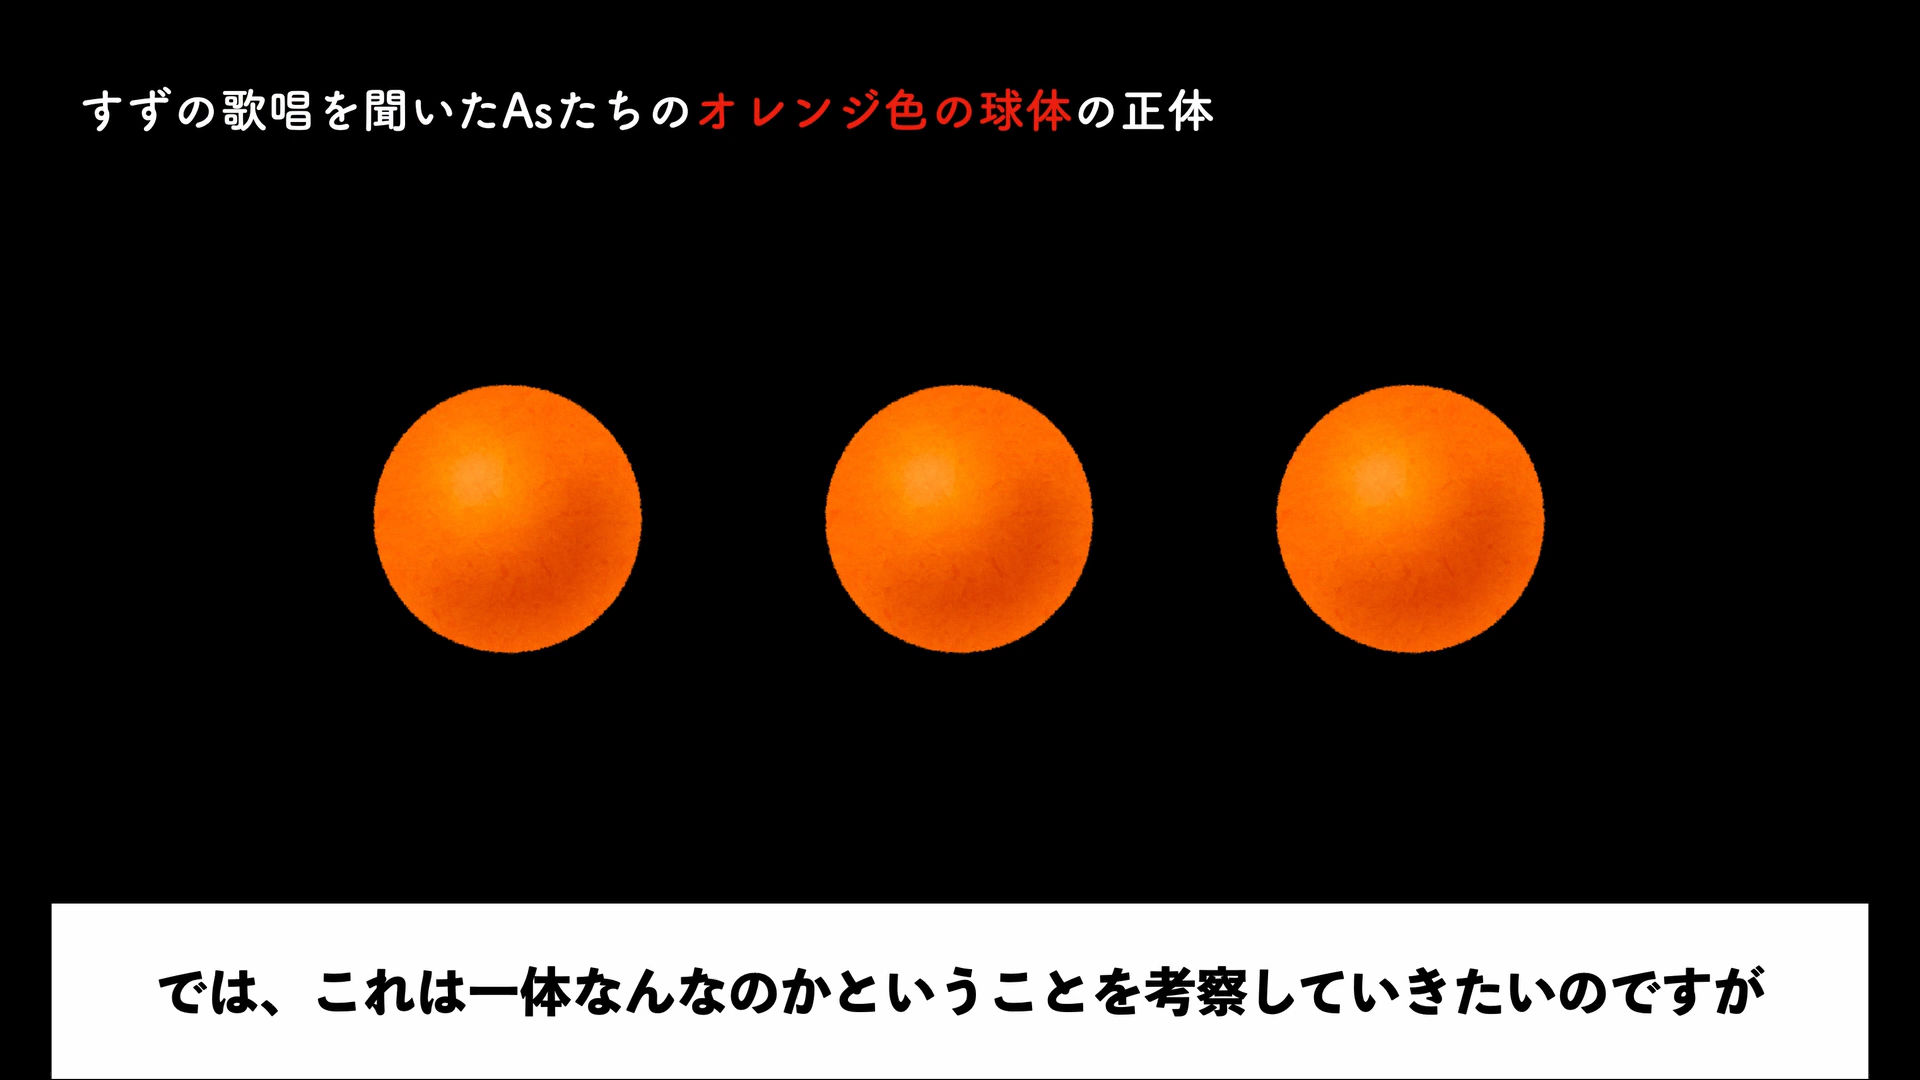 すずの歌唱を聞いたAsたちのオレンジ色の球体の正体
では、これは一体なんなのかということを考察していきたいのですが